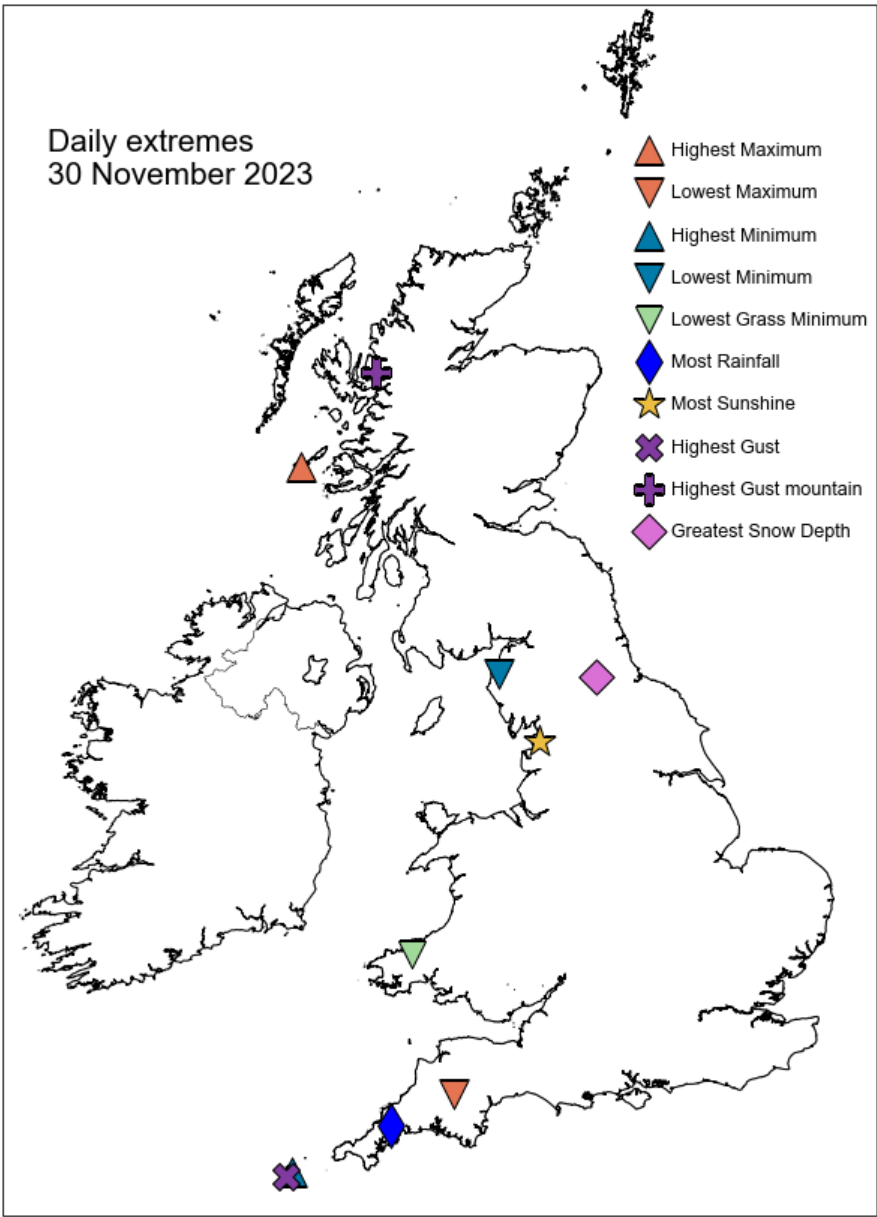 Daily extremes
30 November 2023
Highest Maximum
Lowest Maximum
Highest Minimum
Lowest Minimum
Lowest Grass Minimum
Most Rainfall
Most Sunshine
Highest Gust
Highest Gust mountain
Greatest Snow Depth